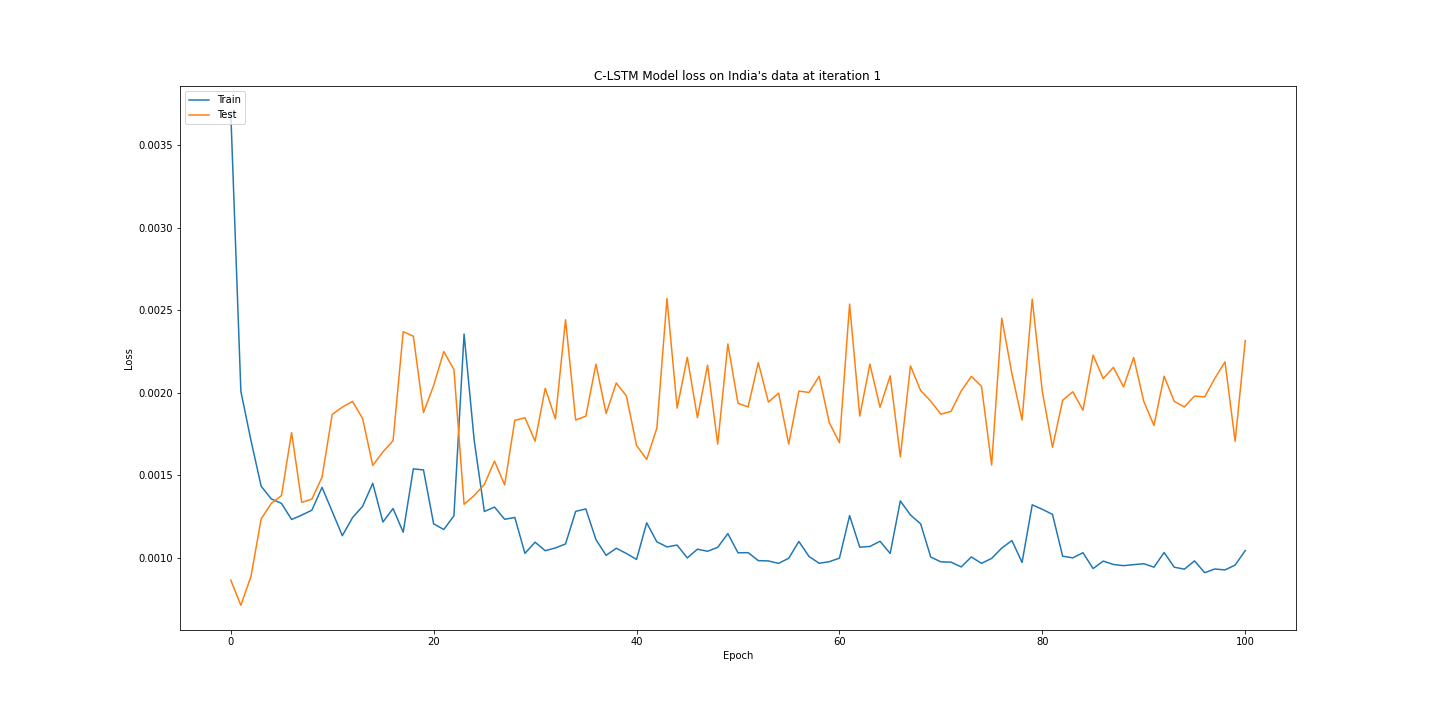 C-LSTM Model loss on India's data at iteration 1
Train
Test
0.0035
0.0030
0.0025
0.0020
0.0015
0.0010
Loss
0 20 40 60 80 100
Epoch